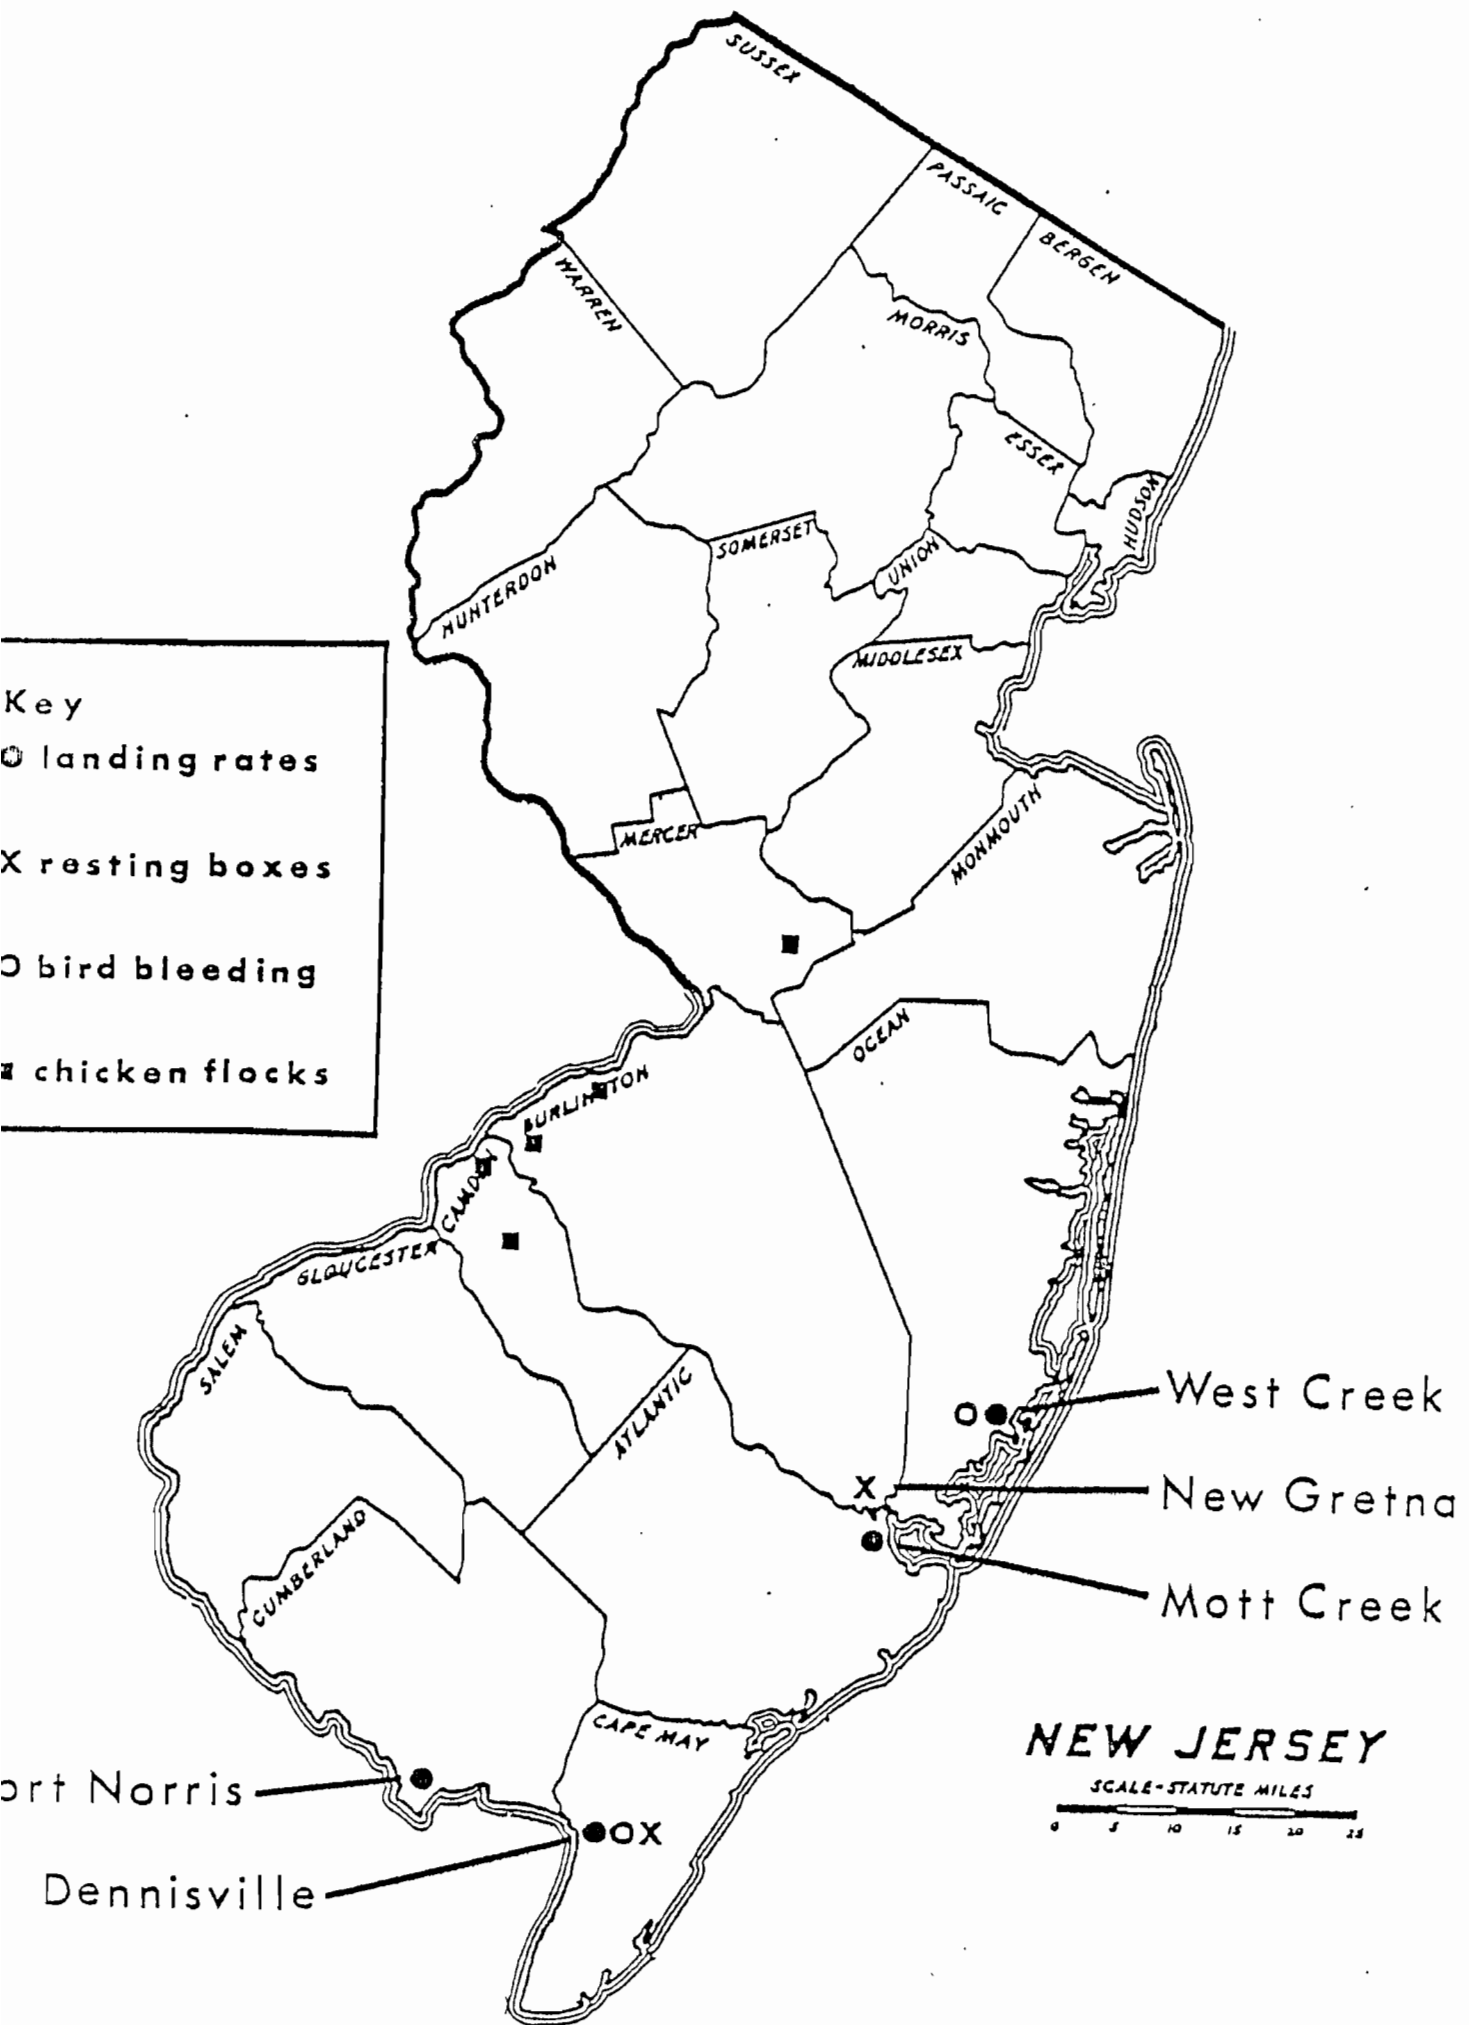 SUSSEX
PASSAIC
BERGEN
WARREN
MORRIS
ESSEX
HUDSON
SOMERSET
UNION
HUNTERDON
MIDDLESEX
Key
landing rates
X resting boxes
bird bleeding
chicken flocks
MERCER
MONMOUTH
OCEAN
BURLINGTON
CAMDEN
GLOUCESTER
SALEM
ATLANTIC
West Creek
X
New Gretna
CUMBERLAND
Mott Creek
CAPE MAY
NEW JERSEY
SCALE-STATUTE MILES
0 5 10 15 20 25
ort Norris
OX
Dennisville